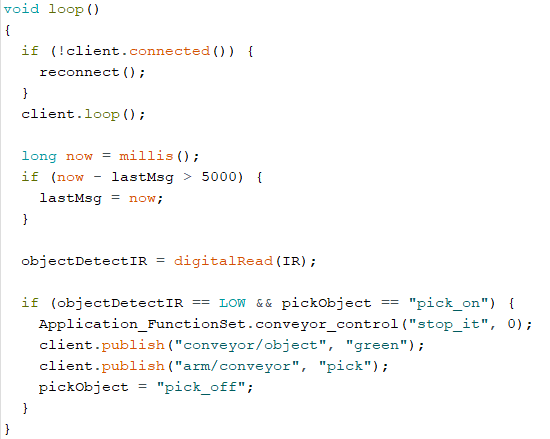 void loop()
{
  if (!client.connected()) {
    reconnect();
  }
  client.loop();

  long now = millis();
  if (now - lastMsg > 5000) {
    lastMsg = now;
  }

  objectDetectIR = digitalRead(IR);

  if (objectDetectIR == LOW && pickObject == "pick_on") {
    Application_FunctionSet.conveyor_control("stop_it", 0);
    client.publish("conveyor/object", "green");
    client.publish("arm/conveyor", "pick");
    pickObject = "pick_off";
  }
}